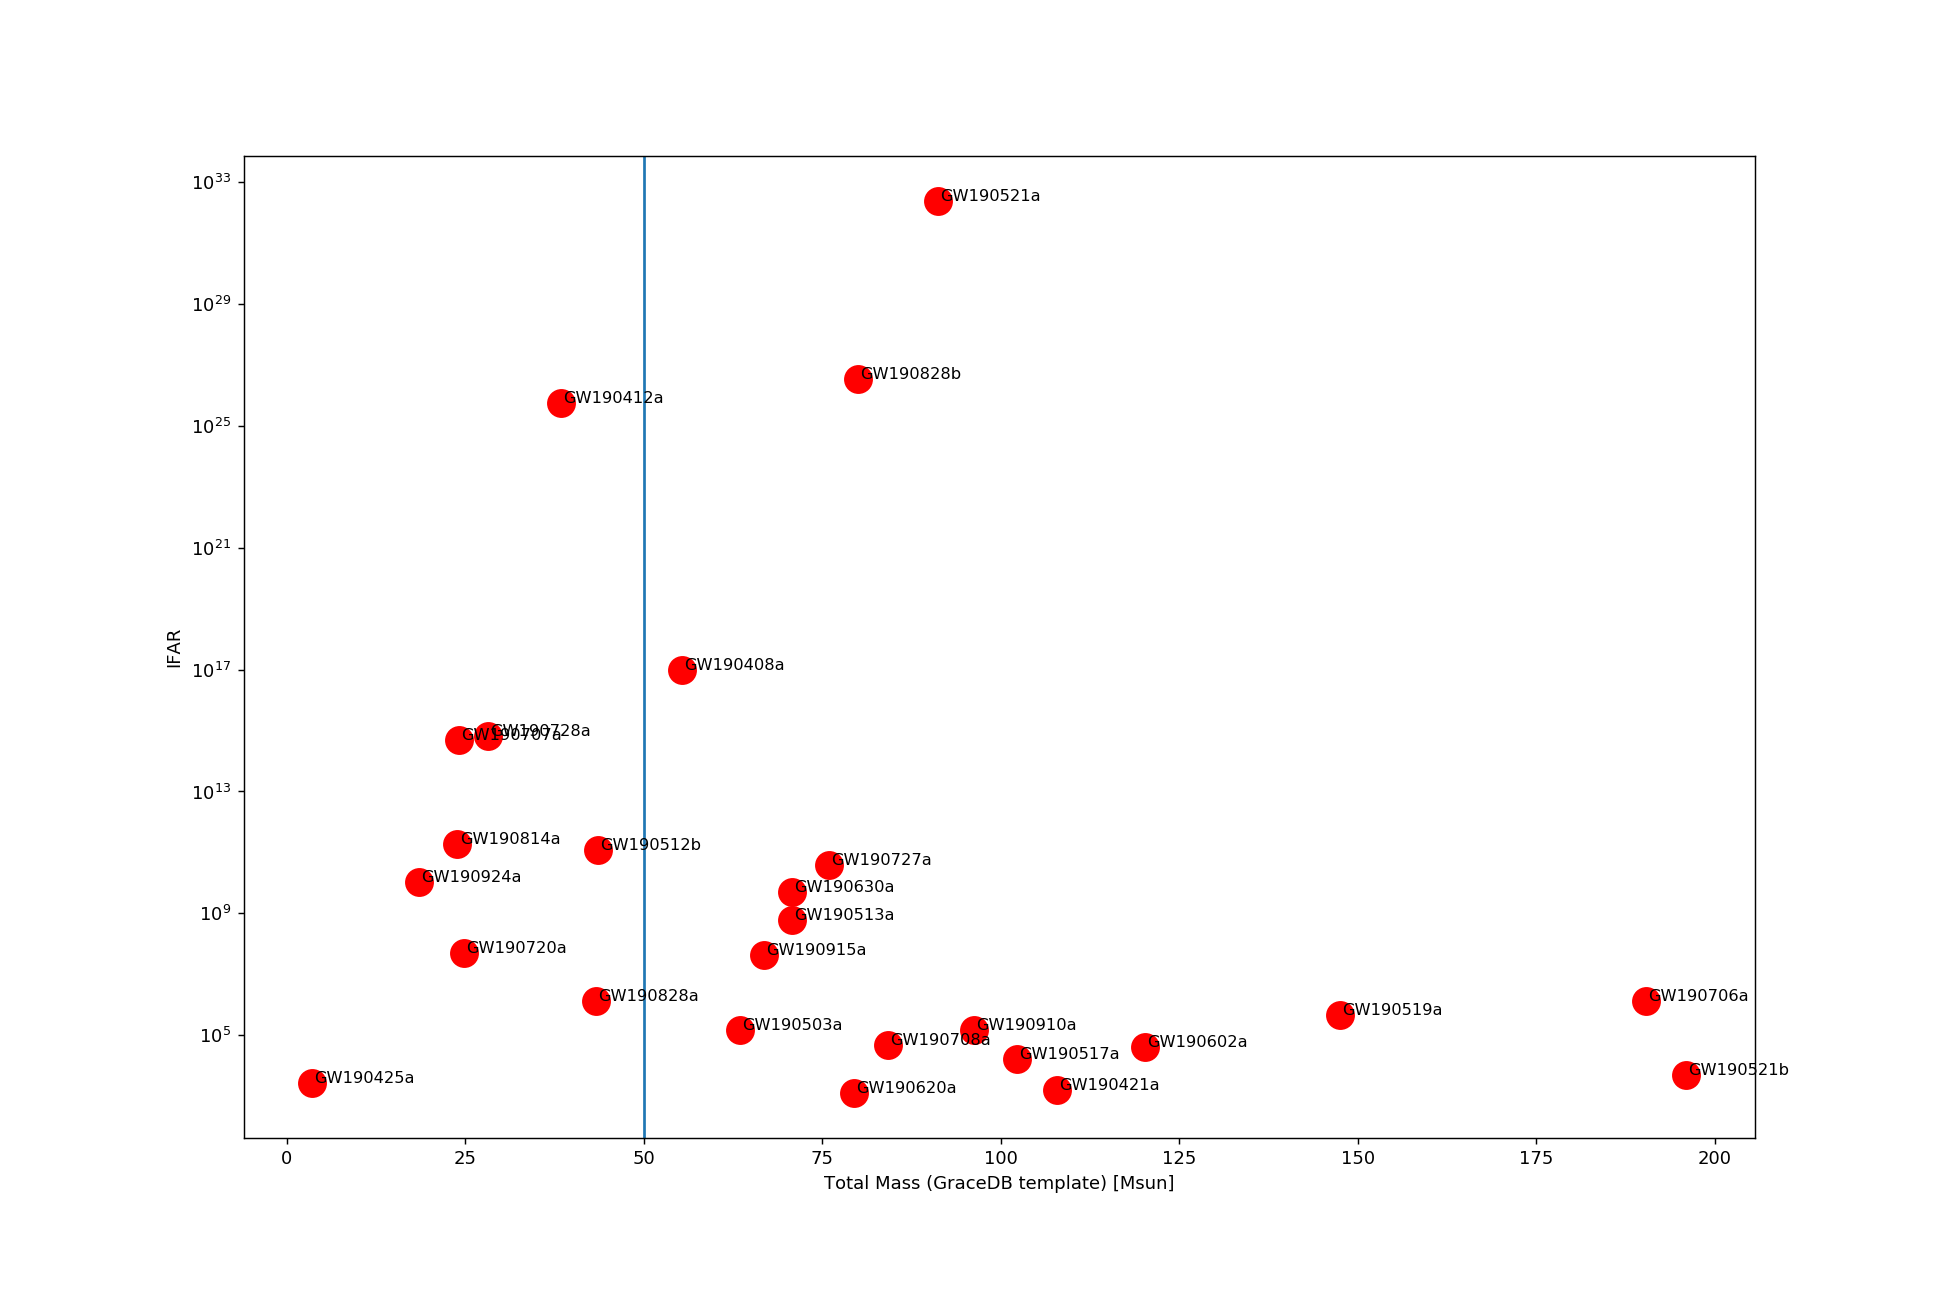 10^33
10^29
10^25
10^21
10^17
10^13
10^9
10^5
IFAR
GW190521a
GW190828b
GW190412a
GW190408a
GW190728a
GW190707a
GW190814a
GW190512b
GW190727a
GW190924a
GW190630a
GW190513a
GW190720a
GW190915a
GW190828a
GW190706a
GW190519a
GW190503a
GW190910a
GW190708a
GW190602a
GW190517a
GW190425a
GW190521b
GW190620a
GW190421a
0 25 50 75 100 125 150 175 200
Total Mass (GraceDB template) [Msun]